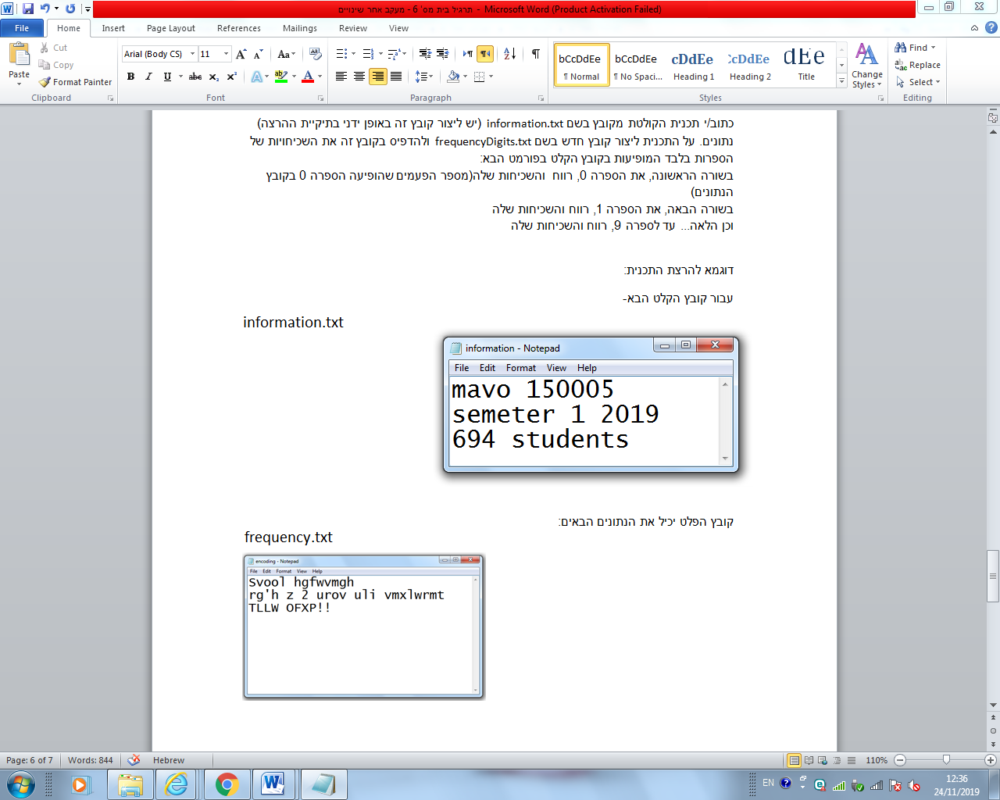 תרגיל בית מס' 6 - מעקב אחר שינויים - Microsoft Word (Product Activation Failed)
File Home Insert Page Layout References Mailings Review View
Paste
Cut
Copy
Format Painter
Clipboard
Arial (Body CS) 11
B I U abc x₂ x² A ab A
Font
Paragraph
bCcDdEe bCcDdEe cDdEe :cDdEe dEe
¶ Normal ¶ No Spaci... Heading 1 Heading 2 Title
Change Styles
Styles
Find
Replace
Select
Editing
כתוב/י תכנית הקולטת מקובץ בשם information.txt (יש ליצור קובץ זה באופן ידני בתיקיית ההרצה)
נתונים. על התכנית ליצור קובץ חדש בשם frequencyDigits.txt ולהדפיס בקובץ זה את השכיחויות של
הספרות בלבד המופיעות בקובץ הקלט בפורמט הבא:
בשורה הראשונה, את הספרה 0, רווח והשכיחות שלה(מספר הפעמים שהופיעה הספרה 0 בקובץ
הנתונים)
בשורה הבאה, את הספרה 1, רווח והשכיחות שלה
וכן הלאה... עד לספרה 9, רווח והשכיחות שלה
דוגמא להרצת התכנית:
עבור קובץ הקלט הבא-
information.txt
information - Notepad
File Edit Format View Help
mavo 150005
semeter 1 2019
694 students
קובץ הפלט יכיל את הנתונים הבאים:
frequency.txt
encoding - Notepad
File Edit Format View Help
Svool hgfwvmgh
rg'h z 2 urov uli vmxlwrmt
TLLW OFXP!!
Page: 6 of 7 Words: 844 Hebrew 110%
EN 12:36
24/11/2019